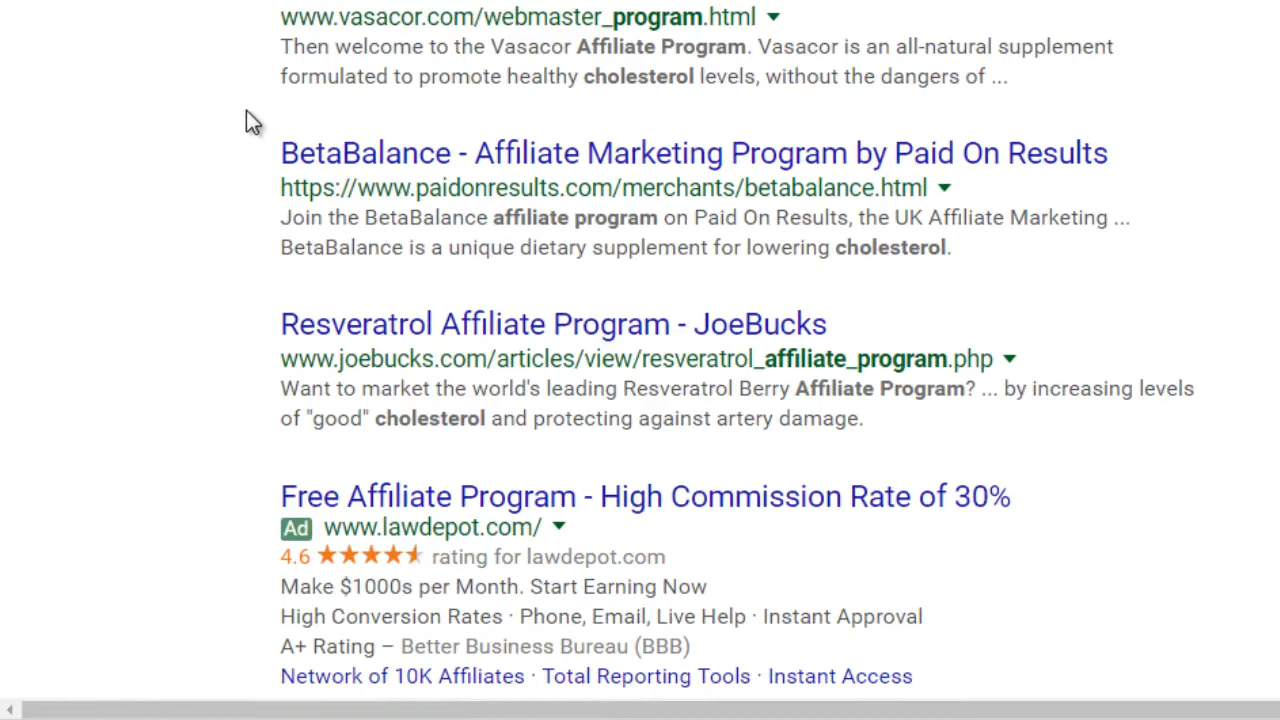 www.vasacor.com/webmaster_program.html
Then welcome to the Vasacor Affiliate Program. Vasacor is an all-natural supplement
formulated to promote healthy cholesterol levels, without the dangers of ...
BetaBalance - Affiliate Marketing Program by Paid On Results
https://www.paidonresults.com/merchants/betabalance.html
Join the BetaBalance affiliate program on Paid On Results, the UK Affiliate Marketing ...
BetaBalance is a unique dietary supplement for lowering cholesterol.
Resveratrol Affiliate Program - JoeBucks
www.joebucks.com/articles/view/resveratrol_affiliate_program.php
Want to market the world's leading Resveratrol Berry Affiliate Program? ... by increasing levels
of "good" cholesterol and protecting against artery damage.
Free Affiliate Program - High Commission Rate of 30%
Ad www.lawdepot.com/
4.6 ★★★★⯨ rating for lawdepot.com
Make $1000s per Month. Start Earning Now
High Conversion Rates · Phone, Email, Live Help · Instant Approval
A+ Rating – Better Business Bureau (BBB)
Network of 10K Affiliates · Total Reporting Tools · Instant Access